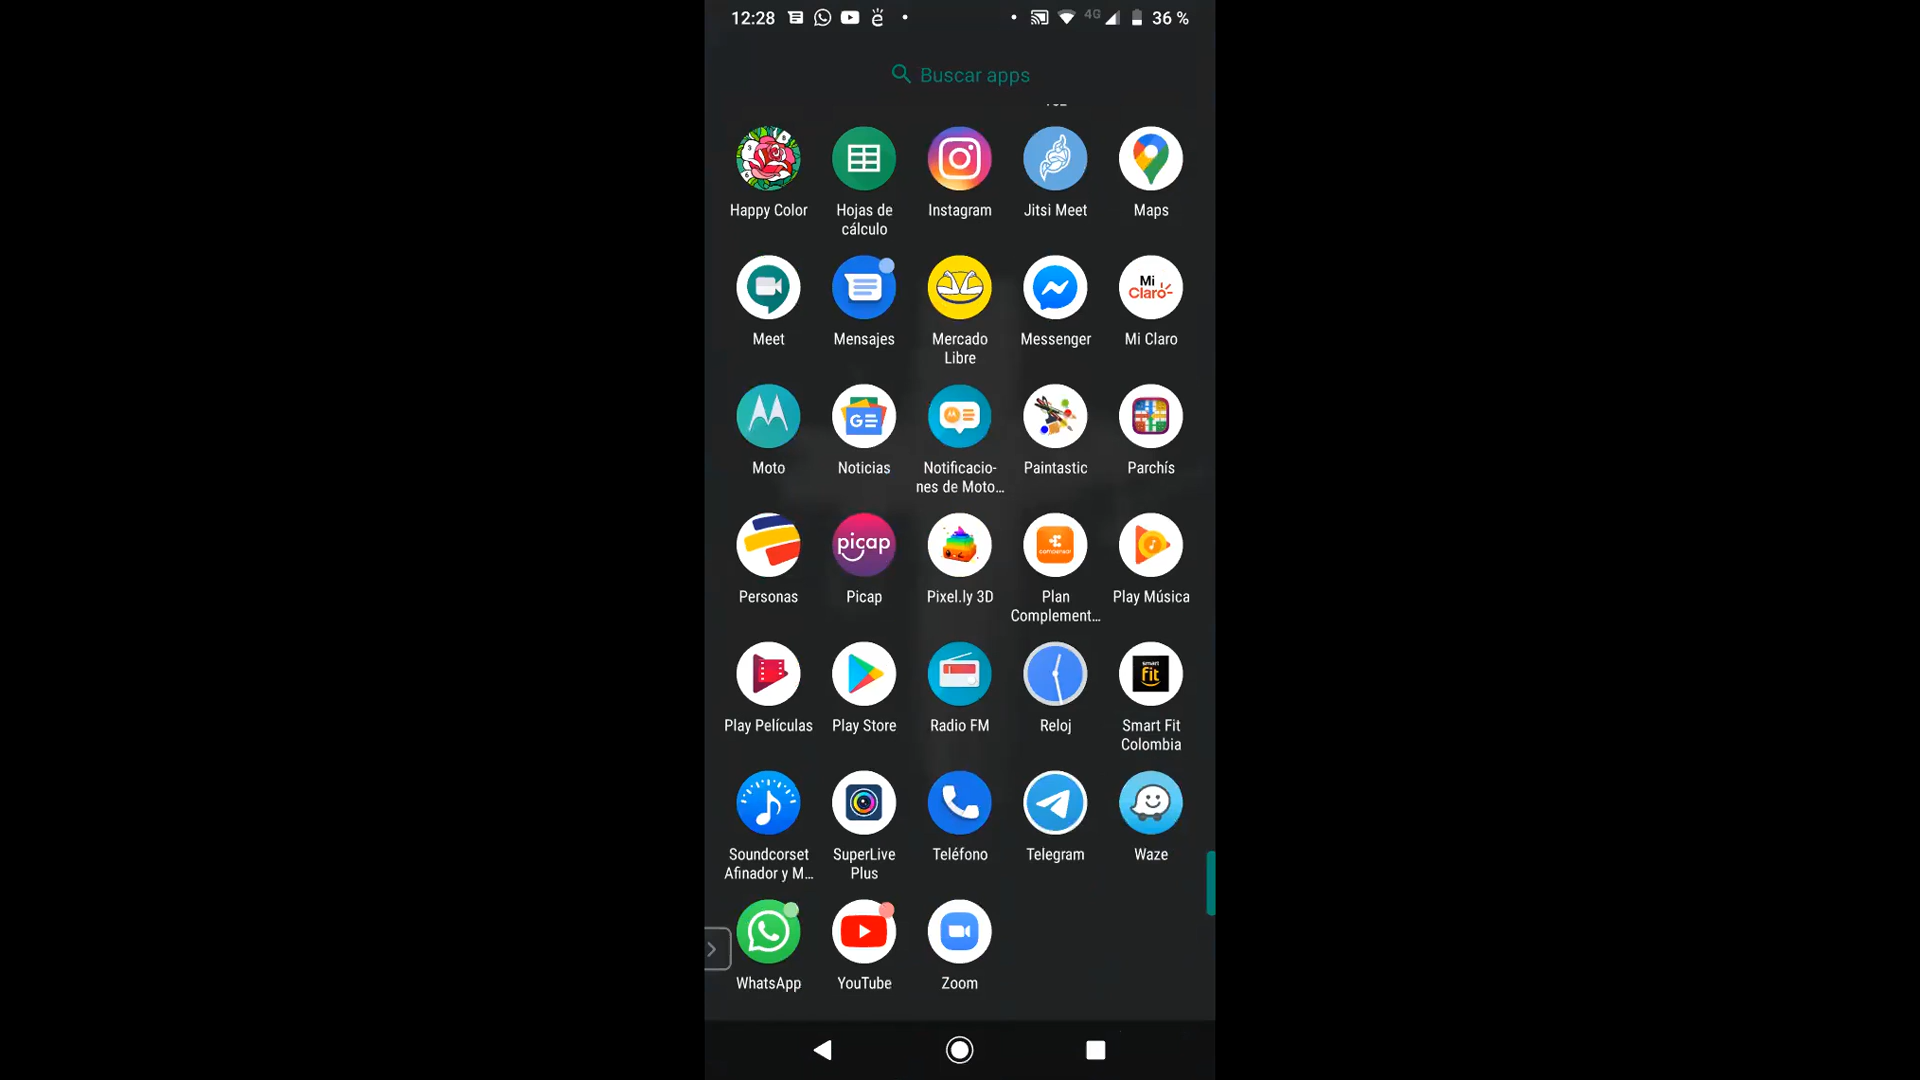 12:28 4G 36 %
Buscar apps
Happy Color Hojas de cálculo Instagram Jitsi Meet Maps
Mi Claro
Meet Mensajes Mercado Libre Messenger Mi Claro
GE
Moto Noticias Notificacio-nes de Moto... Paintastic Parchís
picap
compensar
Personas Picap Pixel.ly 3D Plan Complement... Play Música
smart fit
Play Películas Play Store Radio FM Reloj Smart Fit Colombia
Soundcorset Afinador y M... SuperLive Plus Teléfono Telegram Waze
WhatsApp YouTube Zoom